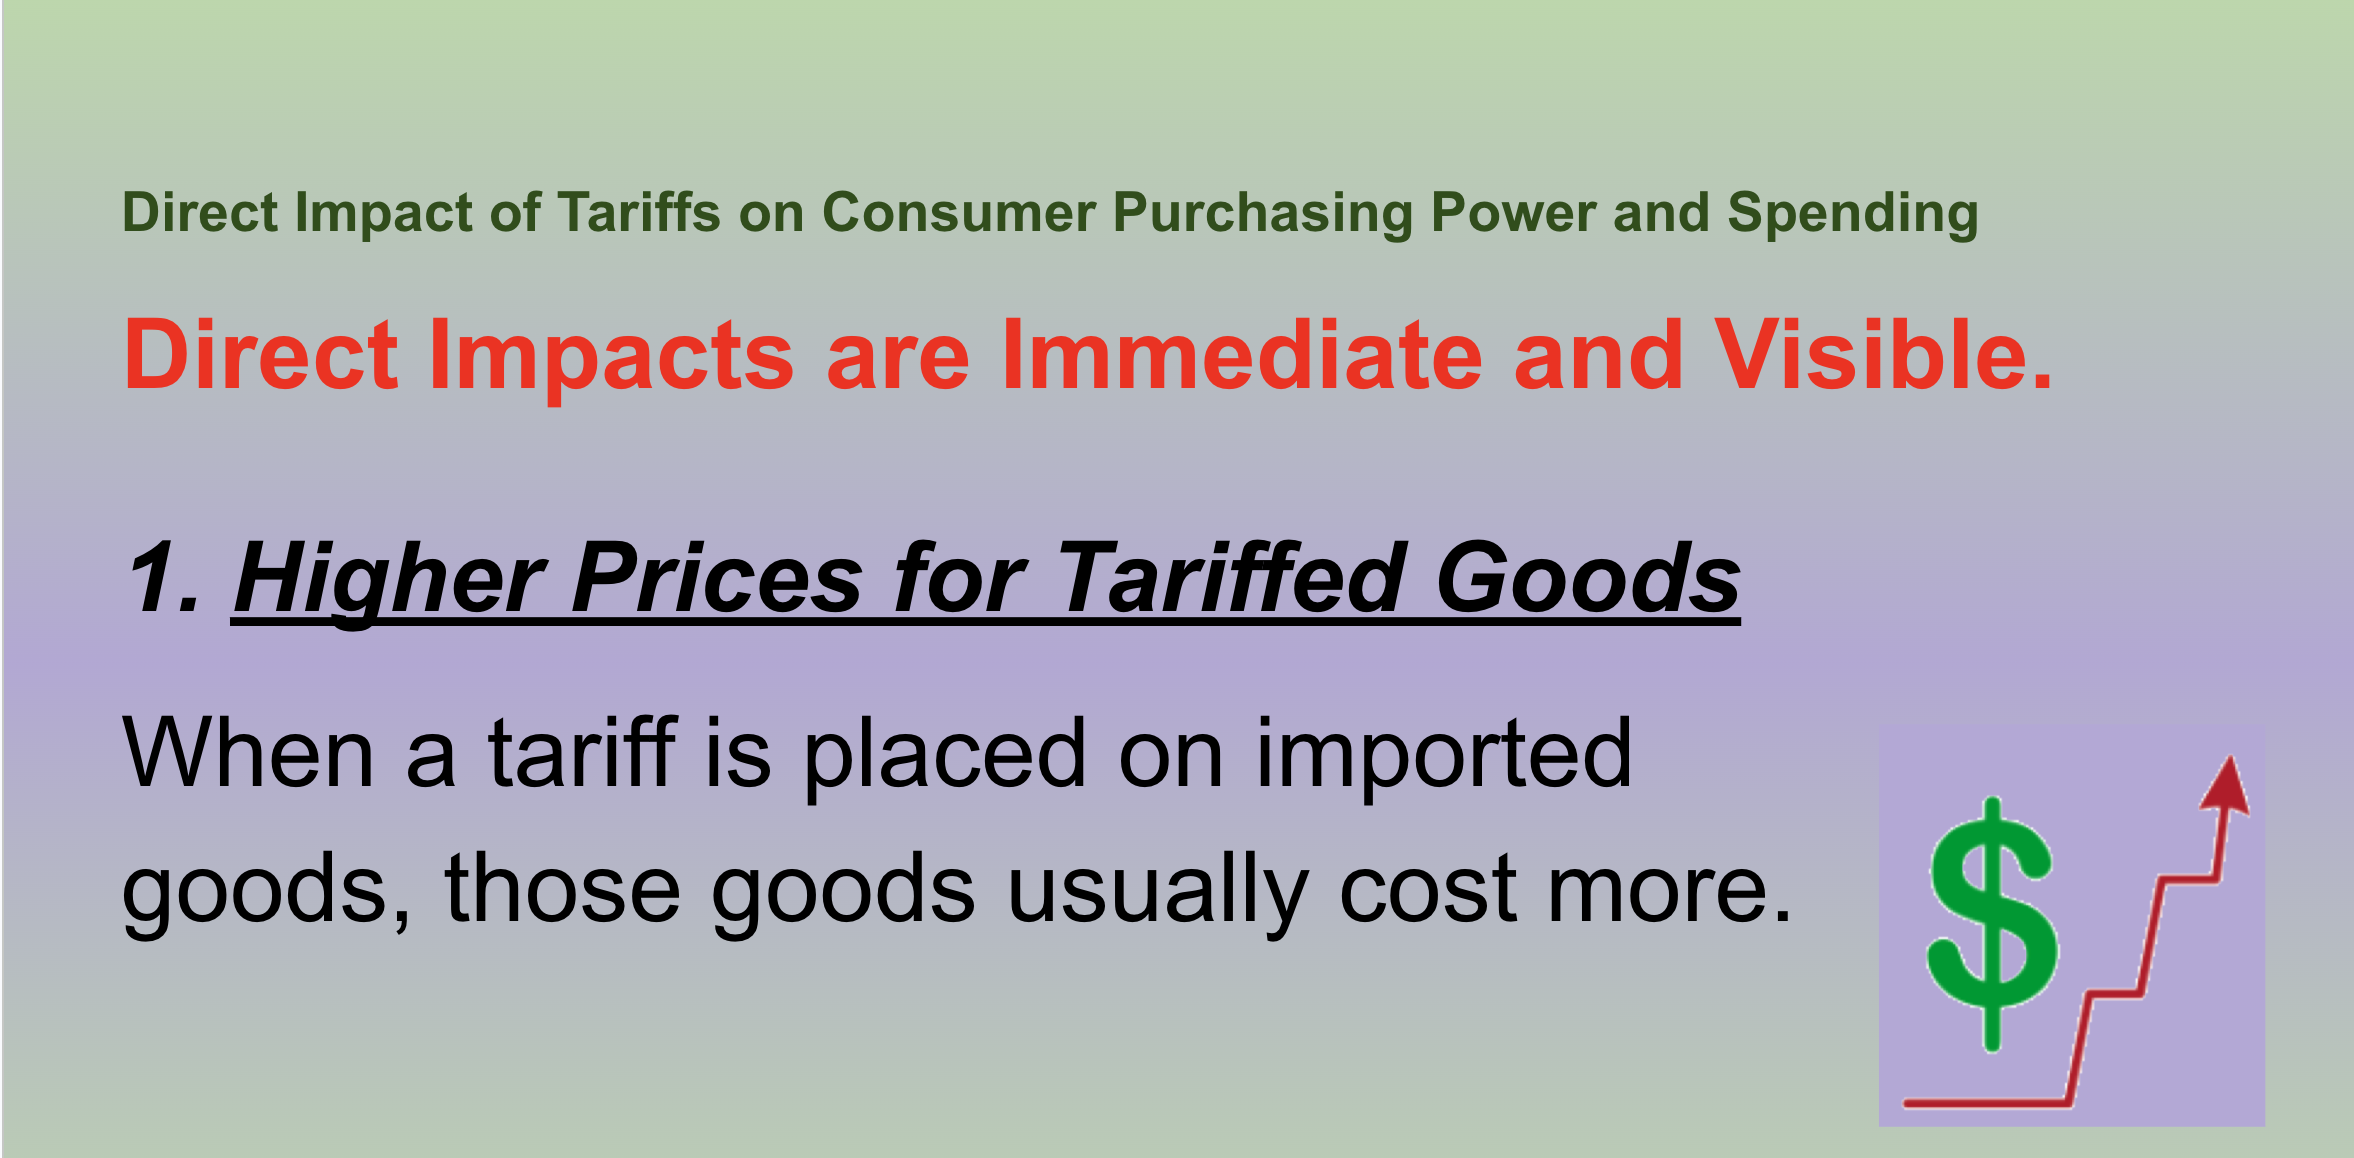 Direct Impact of Tariffs on Consumer Purchasing Power and Spending
Direct Impacts are Immediate and Visible.
1. Higher Prices for Tariffed Goods
When a tariff is placed on imported
goods, those goods usually cost more.
$